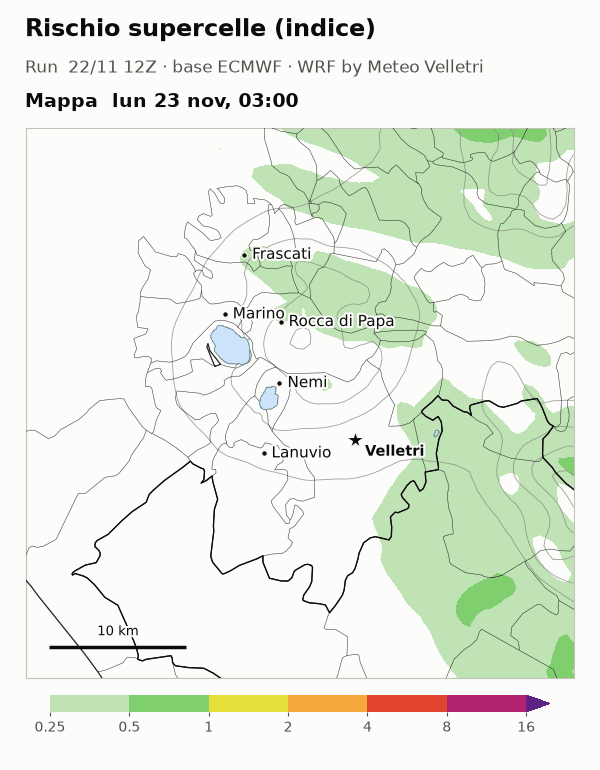 Rischio supercelle (indice)
Run  22/11 12Z · base ECMWF · WRF by Meteo Velletri
Mappa  lun 23 nov, 03:00
Frascati
Marino
Rocca di Papa
Nemi
Velletri
Lanuvio
10 km
0.25 0.5 1 2 4 8 16